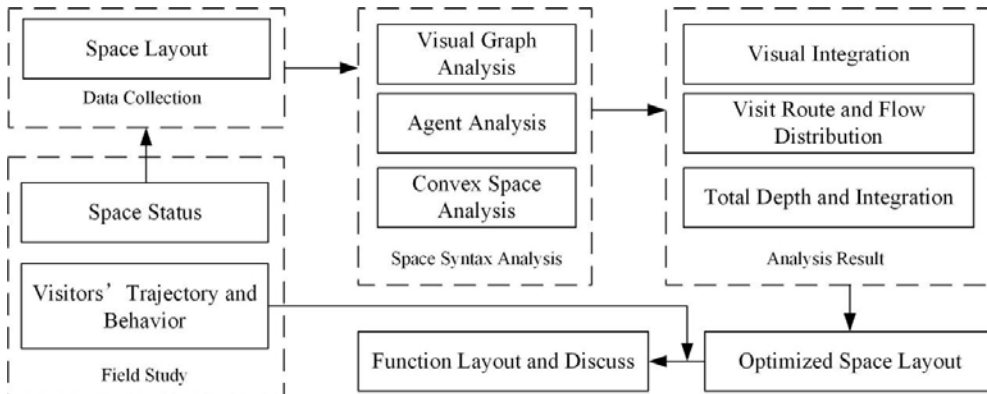 Space Layout
Data Collection
Space Status
Visitors’ Trajectory and
Behavior
Field Study
Visual Graph
Analysis
Agent Analysis
Convex Space
Analysis
Space Syntax Analysis
Visual Integration
Visit Route and Flow
Distribution
Total Depth and Integration
Analysis Result
Optimized Space Layout
Function Layout and Discuss